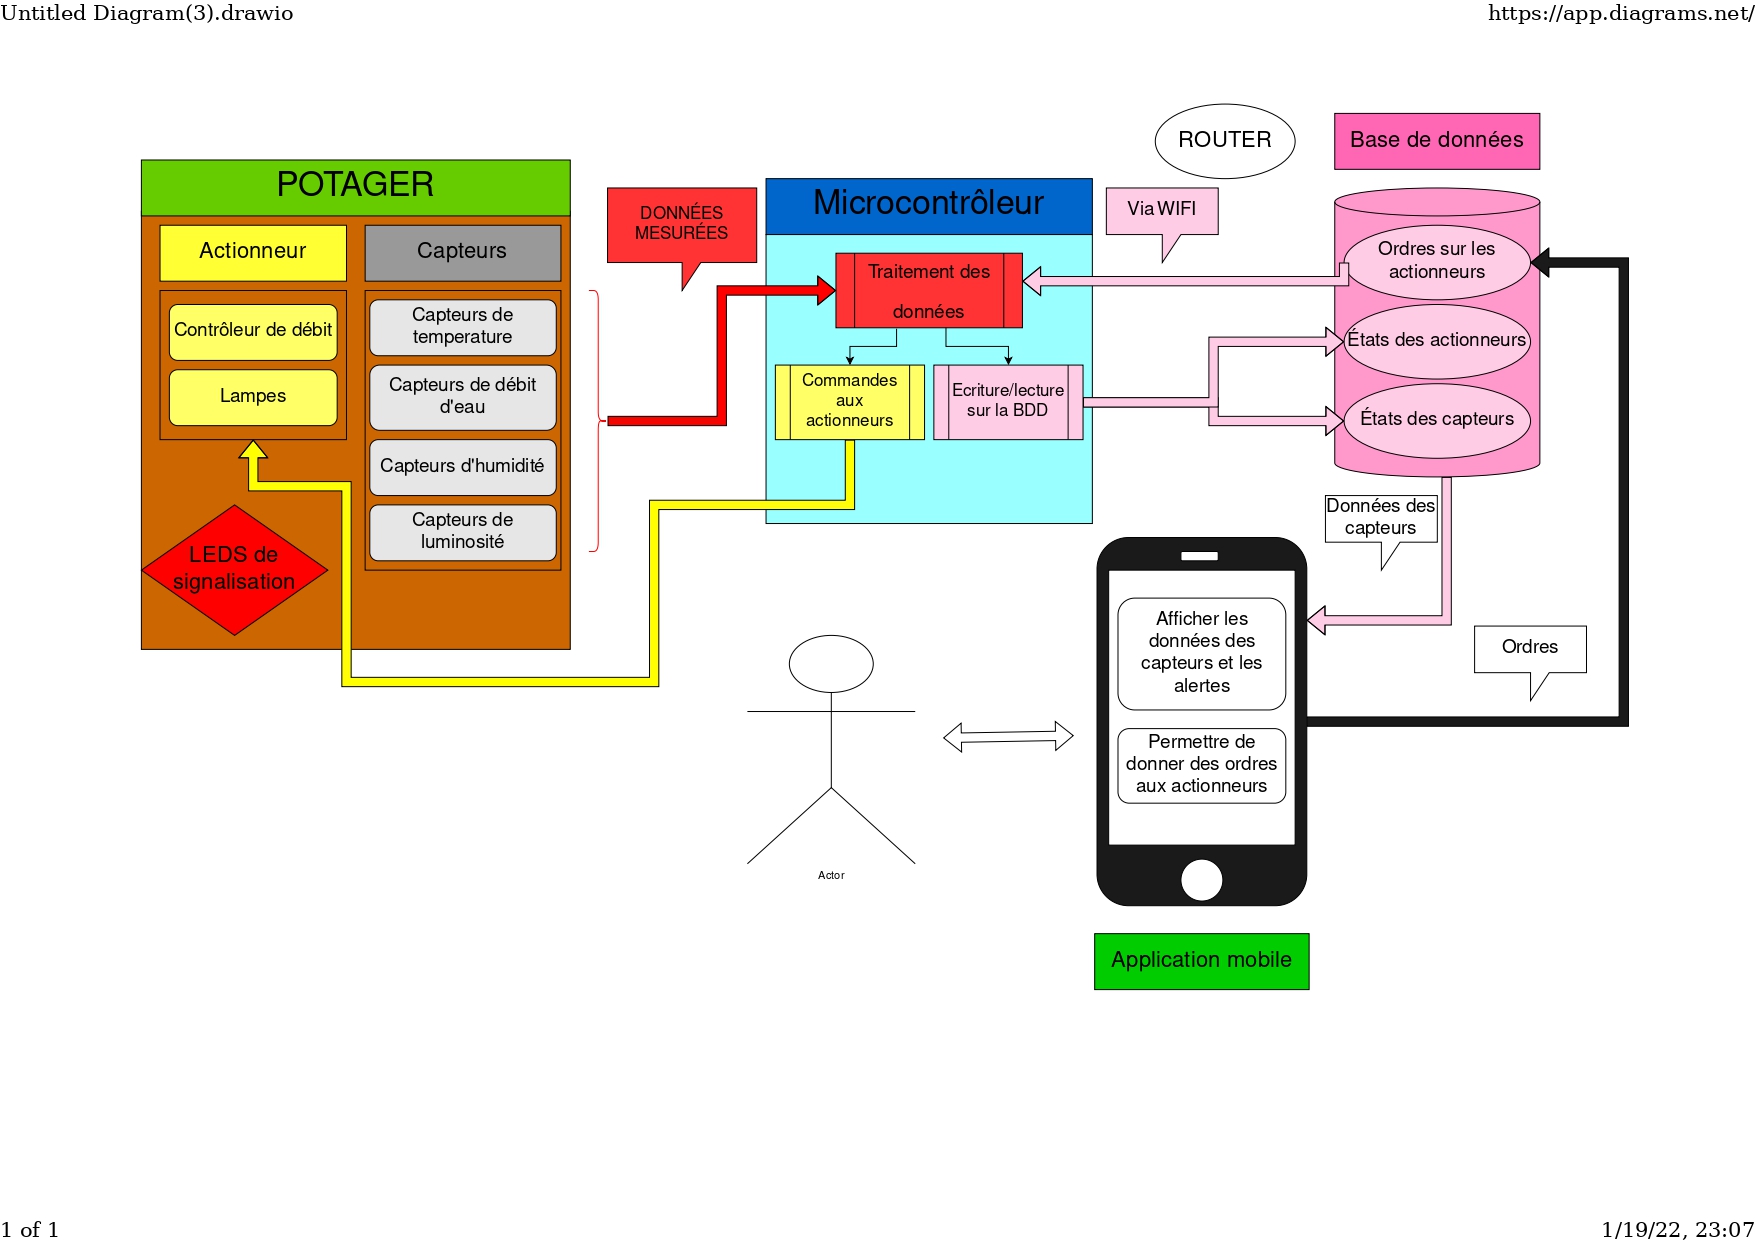 Untitled Diagram(3).drawio
https://app.diagrams.net/
ROUTER
Base de données
POTAGER
Microcontrôleur
Actionneur
Capteurs
DONNÉES
MESURÉES
Via WIFI
Contrôleur de débit
Lampes
Capteurs de
temperature
Capteurs de débit
d'eau
Capteurs d'humidité
Capteurs de
luminosité
LEDS de
signalisation
Traitement des
données
Commandes
aux
actionneurs
Ecriture/lecture
sur la BDD
Ordres sur les
actionneurs
États des actionneurs
États des capteurs
Données des
capteurs
Ordres
Afficher les
données des
capteurs et les
alertes
Permettre de
donner des ordres
aux actionneurs
Actor
Application mobile
1 of 1
1/19/22, 23:07